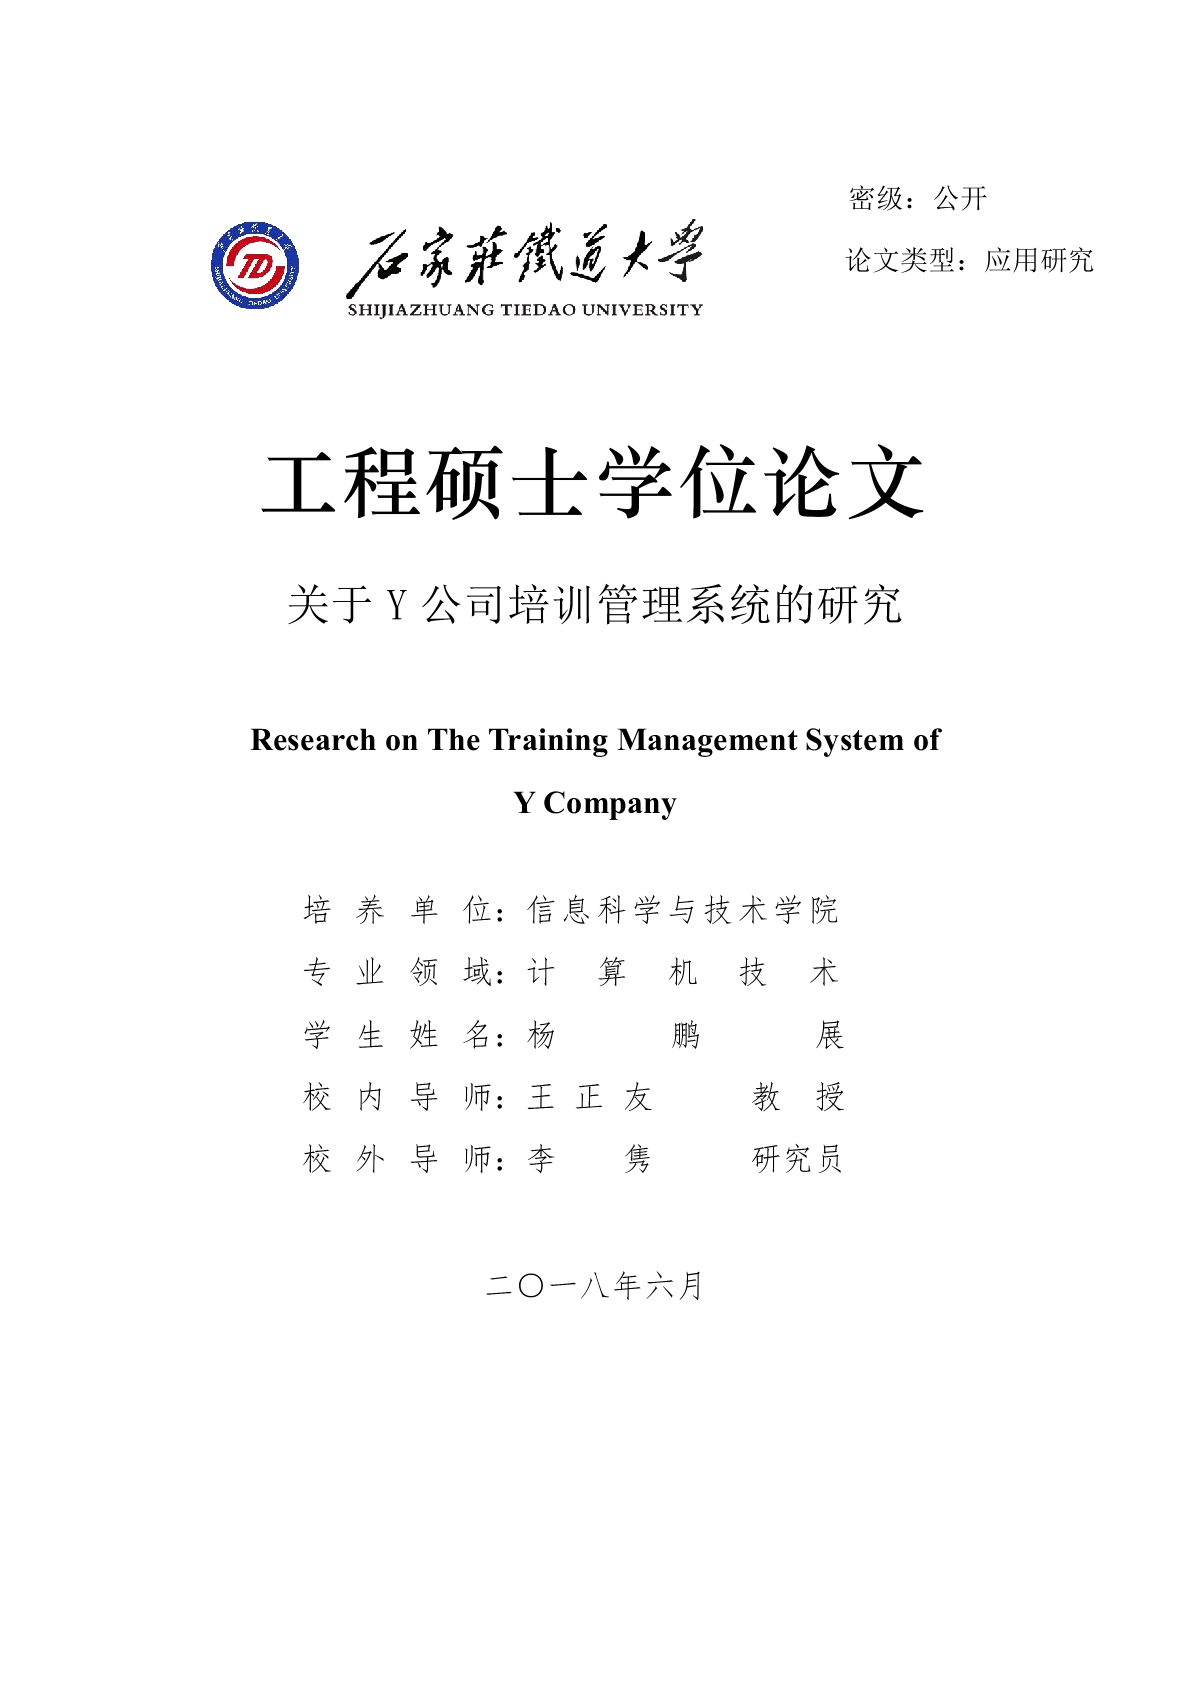 密级：公开
石家莊鐵道大學
SHIJIAZHUANG TIEDAO UNIVERSITY
论文类型：应用研究
工程硕士学位论文
关于 Y 公司培训管理系统的研究
Research on The Training Management System of
Y Company
培养单位：信息科学与技术学院
专业领域：计算机技术
学生姓名：杨鹏展
校内导师：王正友 教授
校外导师：李隽 研究员
二〇一八年六月